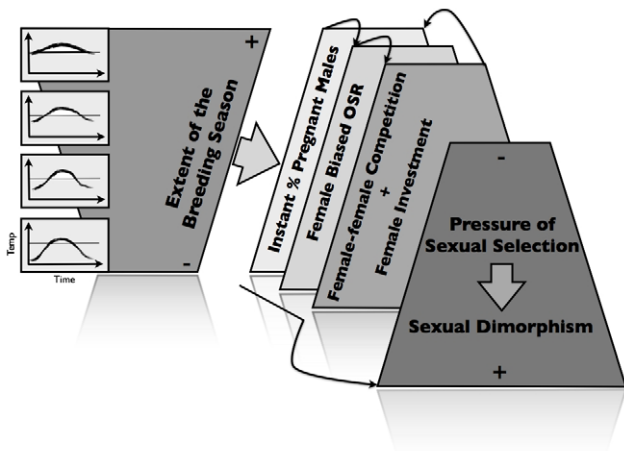 Temp
Time
Extent of the
Breeding Season
+
-
Instant % Pregnant Males
Female Biased OSR
Female-female Competition
+
Female Investment
-
Pressure of
Sexual Selection
Sexual Dimorphism
+